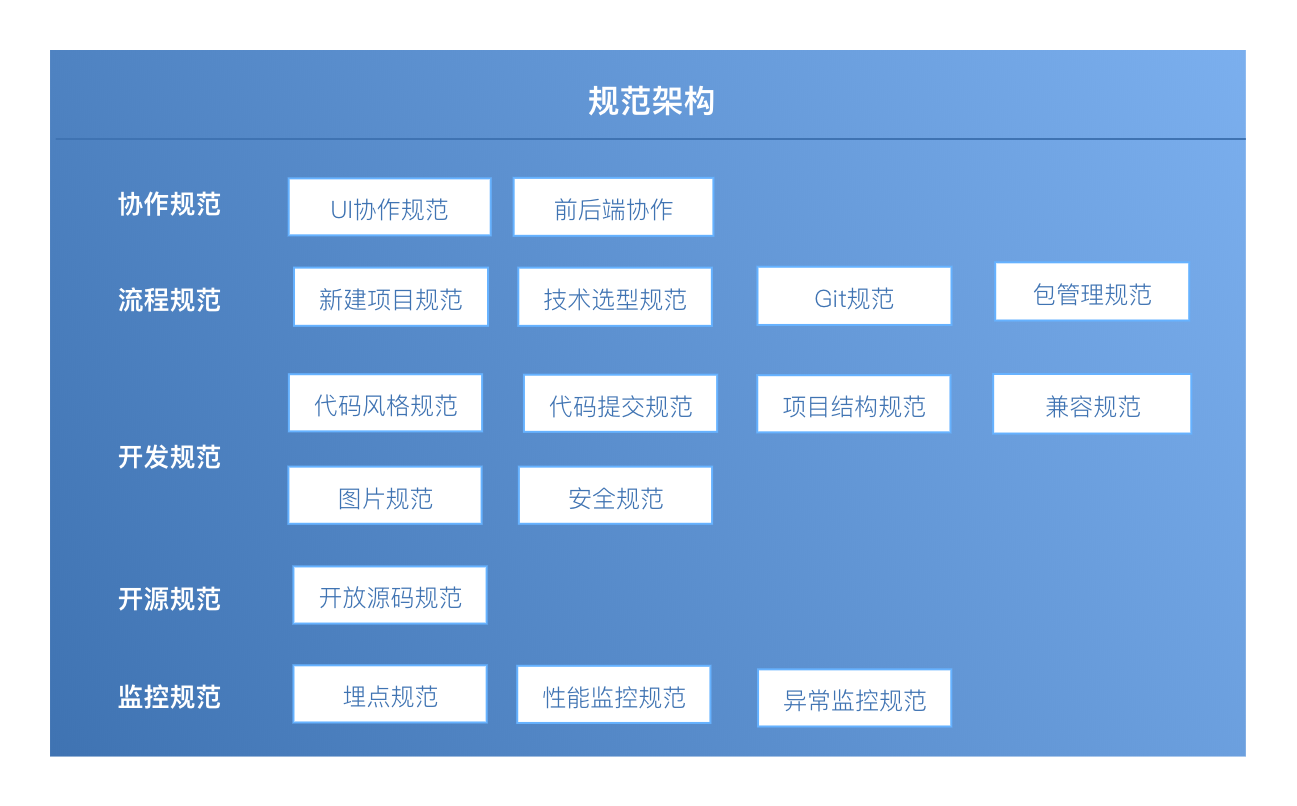 规范架构
协作规范
UI协作规范
前后端协作
流程规范
新建项目规范
技术选型规范
Git规范
包管理规范
开发规范
代码风格规范
代码提交规范
项目结构规范
兼容规范
图片规范
安全规范
开源规范
开放源码规范
监控规范
埋点规范
性能监控规范
异常监控规范